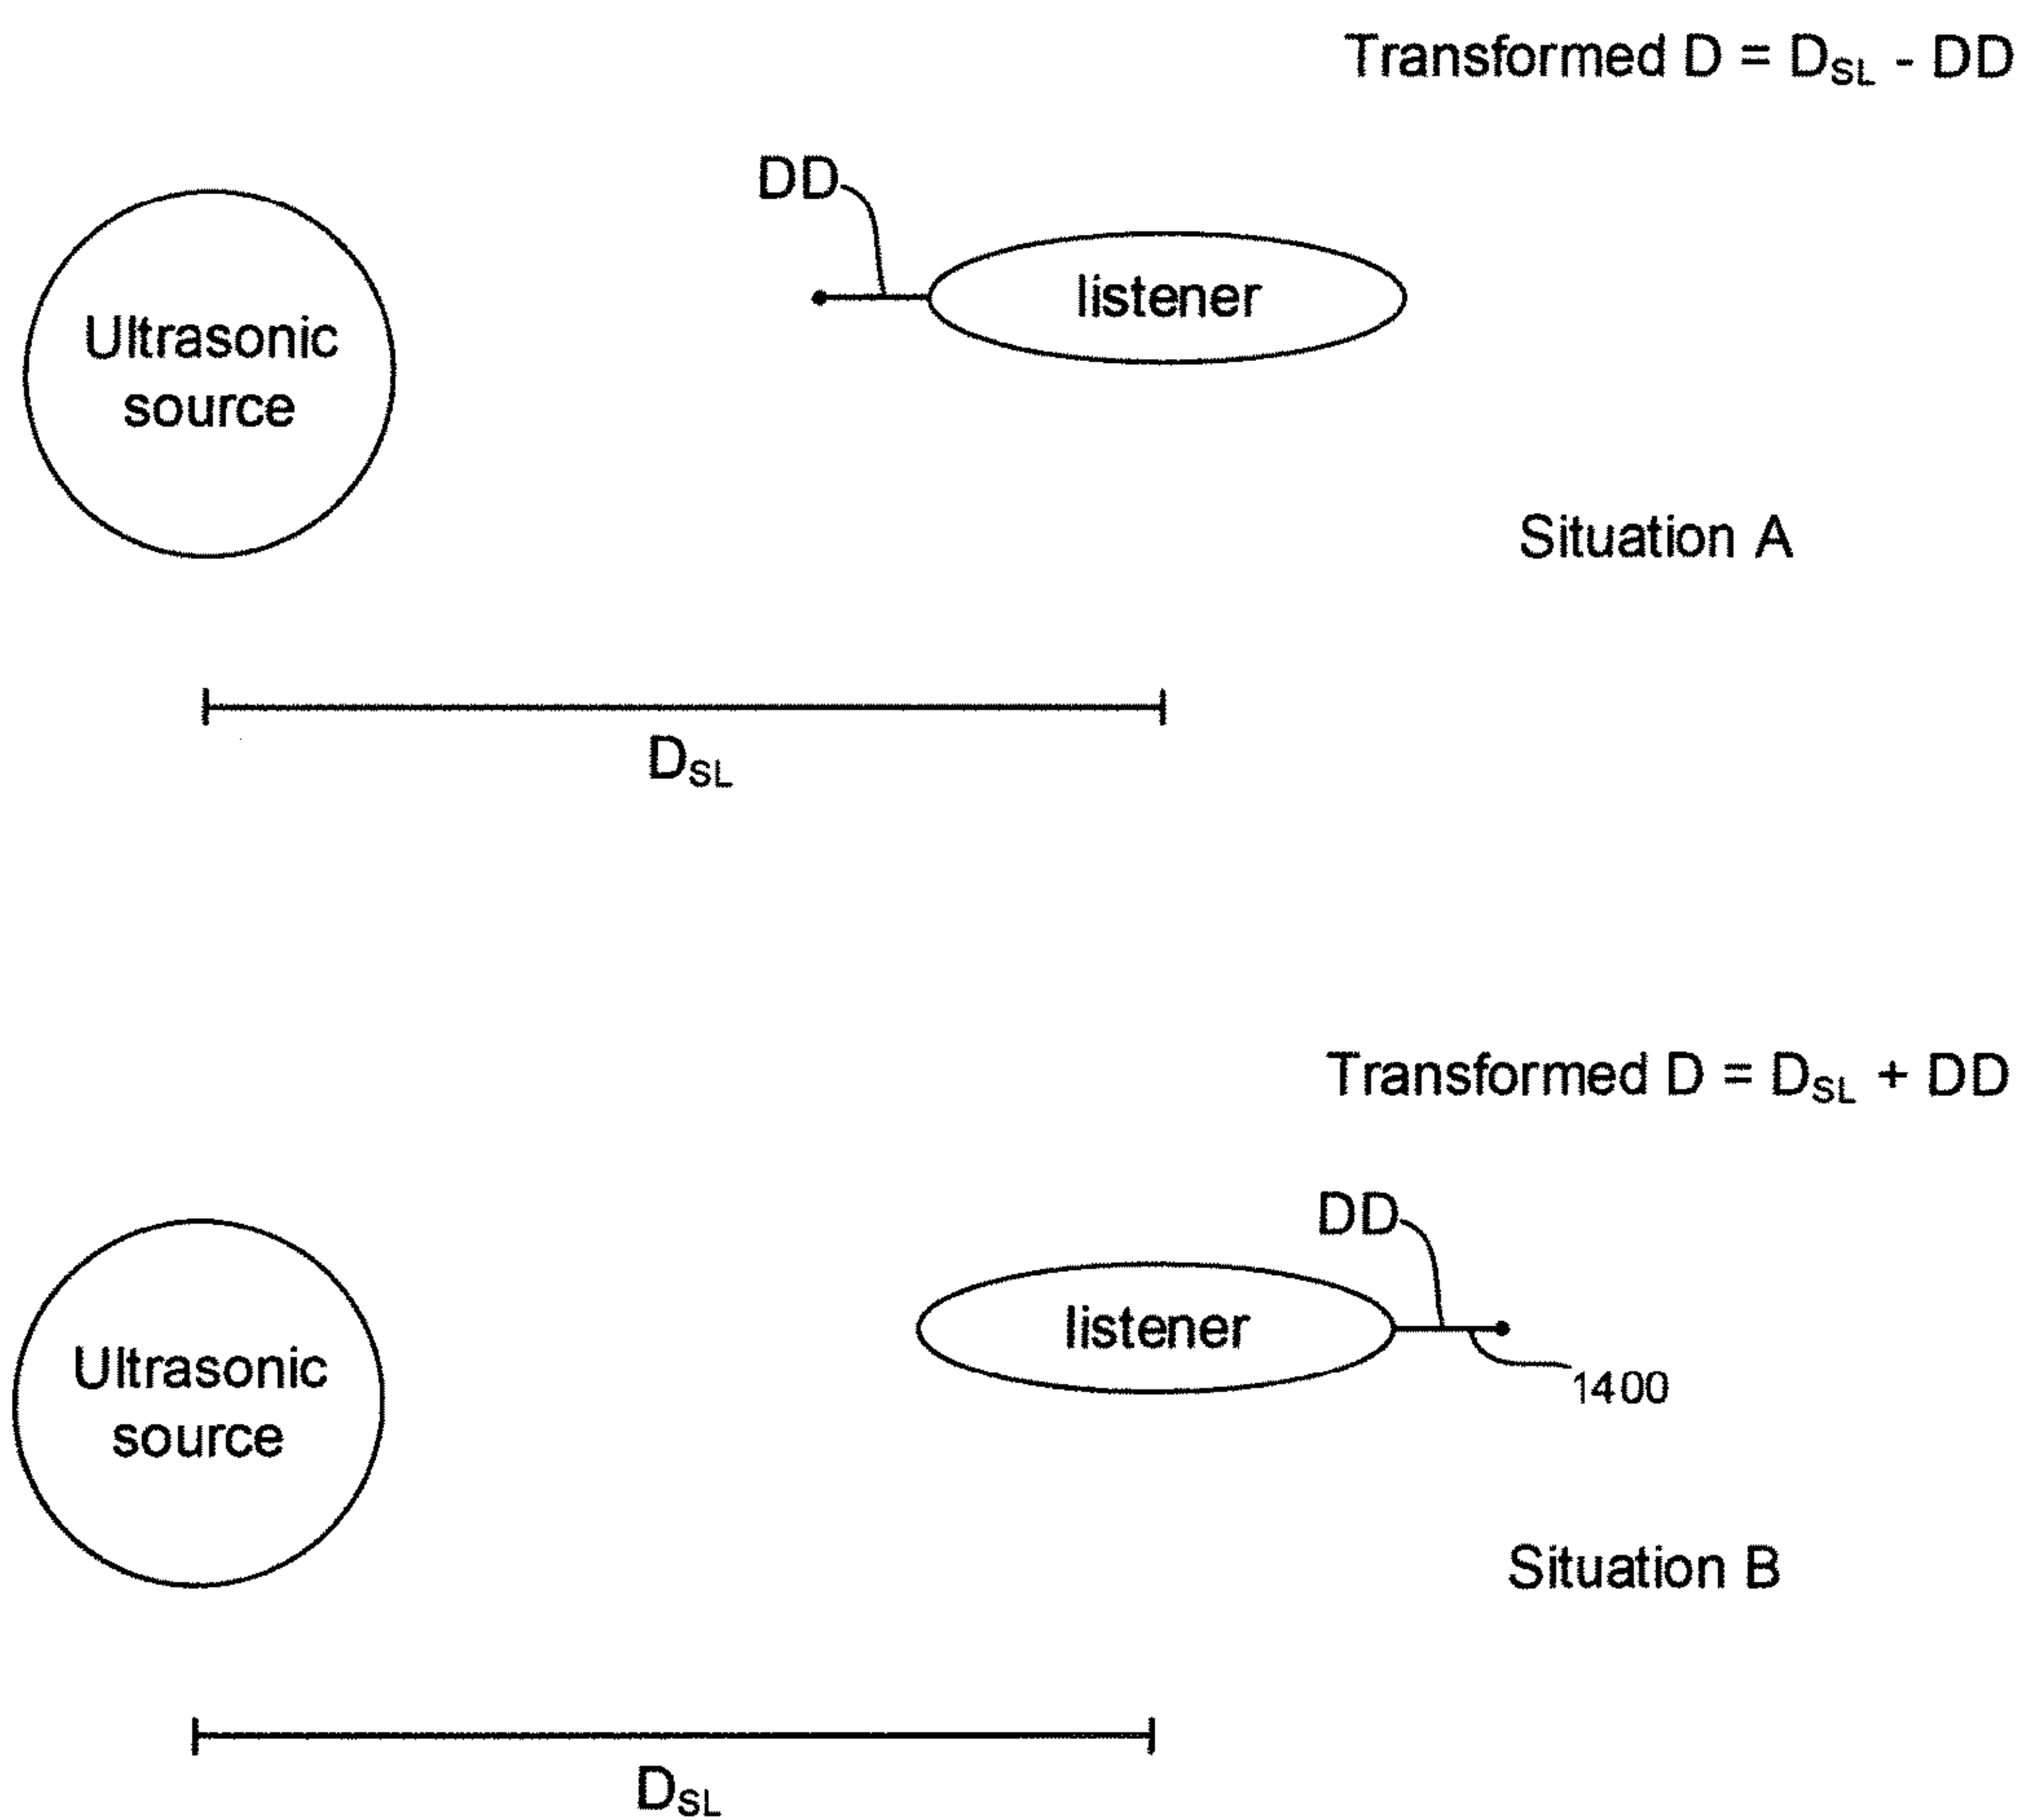 Transformed D = DSL - DD
DD
listener
Ultrasonic
source
Situation A
DSL
Transformed D = DSL + DD
DD
listener
Ultrasonic
source
1400
Situation B
DSL